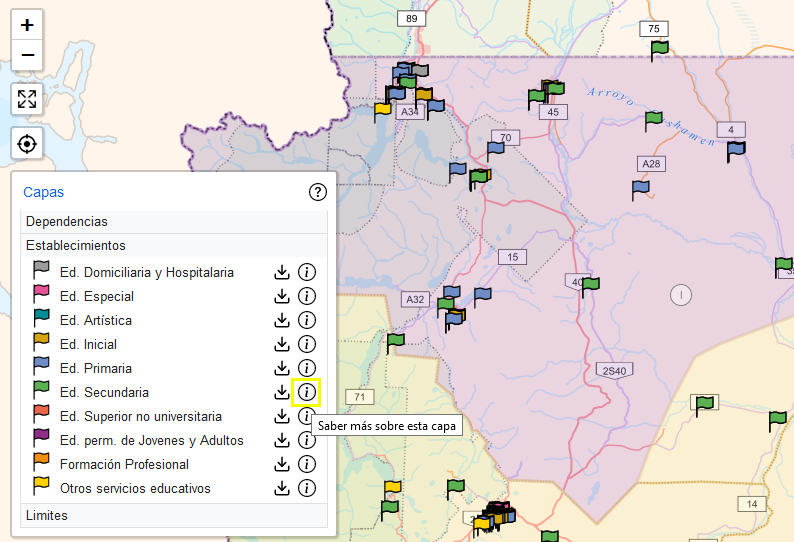 +
−
89
75
A34
45
Arroyo
70
4
A28
15
A32
40
I
2S40
71
14
Capas
?
Dependencias
Establecimientos
Ed. Domiciliaria y Hospitalaria
Ed. Especial
Ed. Artística
Ed. Inicial
Ed. Primaria
Ed. Secundaria
Ed. Superior no universitaria
Saber más sobre esta capa
Ed. perm. de Jovenes y Adultos
Formación Profesional
Otros servicios educativos
Limites